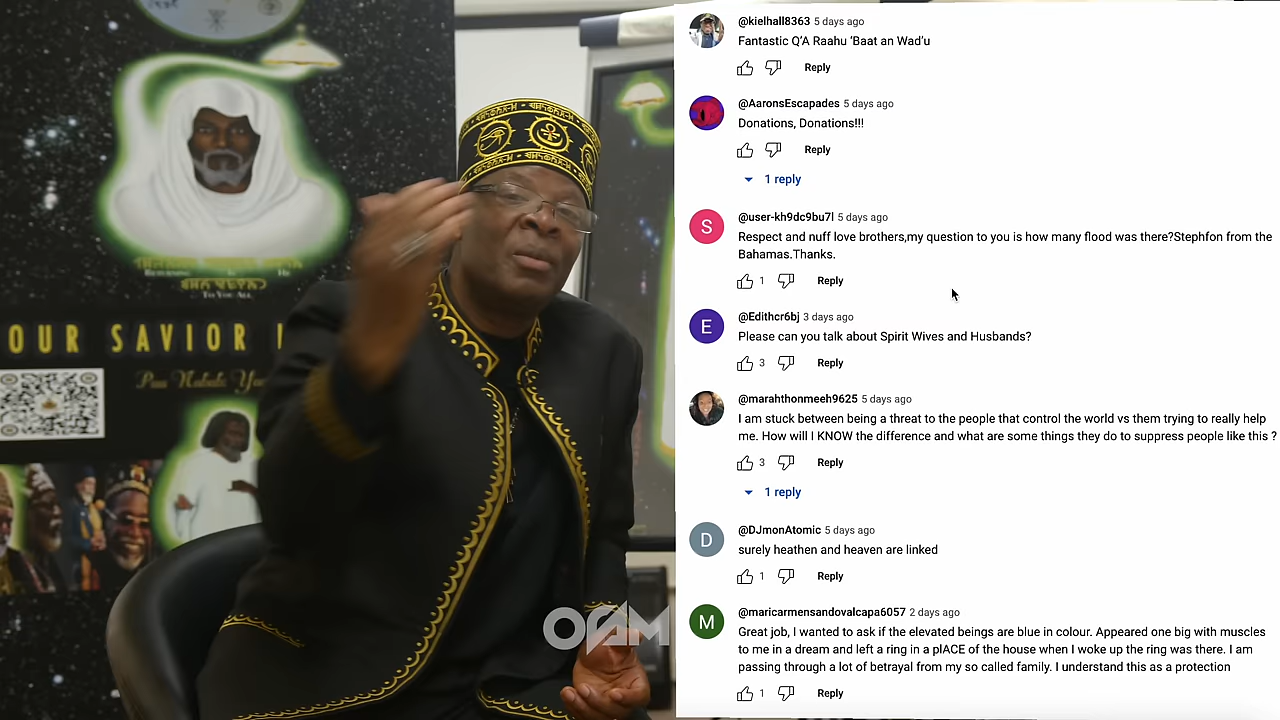 Returning
To You All
OUR SAVIOR
@kielhall8363 5 days ago
Fantastic Q'A Raahu 'Baat an Wad'u
Reply
@AaronsEscapades 5 days ago
Donations, Donations!!!
Reply
1 reply
S
@user-kh9dc9bu7l 5 days ago
Respect and nuff love brothers,my question to you is how many flood was there?Stephfon from the
Bahamas.Thanks.
1 Reply
E
@Edithcr6bj 3 days ago
Please can you talk about Spirit Wives and Husbands?
3 Reply
@marahthonmeeh9625 5 days ago
I am stuck between being a threat to the people that control the world vs them trying to really help
me. How will I KNOW the difference and what are some things they do to suppress people like this ?
3 Reply
1 reply
D
@DJmonAtomic 5 days ago
surely heathen and heaven are linked
1 Reply
M
@maricarmensandovalcapa6057 2 days ago
Great job, I wanted to ask if the elevated beings are blue in colour. Appeared one big with muscles
to me in a dream and left a ring in a plACE of the house when I woke up the ring was there. I am
passing through a lot of betrayal from my so called family. I understand this as a protection
1 Reply